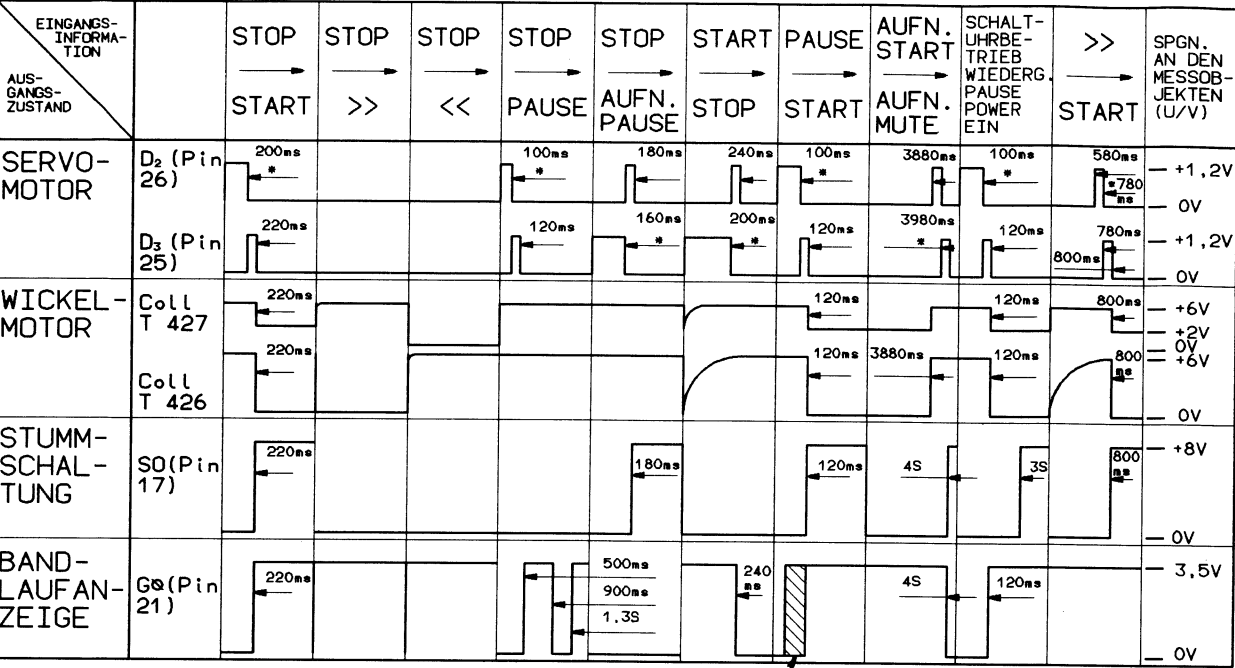 EINGANGS-
INFORMA-
TION
AUS-
GANGS-
ZUSTAND
STOP
START
STOP
>>
STOP
<<
STOP
PAUSE
STOP
AUFN.
PAUSE
START
STOP
PAUSE
START
AUFN.
START
AUFN.
MUTE
SCHALT-
UHRBE-
TRIEB
WIEDERG.
PAUSE
POWER
EIN
>>
START
SPGN.
AN DEN
MESSOB-
JEKTEN
(U/V)
SERVO-
MOTOR
D₂ (Pin
26)
200ms
*
100ms
*
180ms
240ms
100ms
*
3880ms
100ms
*
580ms
*780
ms
+1,2V
0V
D₃ (Pin
25)
220ms
120ms
160ms
*
200ms
*
120ms
3980ms
*
120ms
780ms
800ms
+1,2V
0V
WICKEL-
MOTOR
Coll
T 427
220ms
120ms
120ms
800ms
+6V
+2V
0V
Coll
T 426
220ms
120ms
3880ms
120ms
800
ms
+6V
0V
STUMM-
SCHAL-
TUNG
SO(Pin
17)
220ms
180ms
120ms
4S
3S
800
ms
+8V
0V
BAND-
LAUFAN-
ZEIGE
(Pin
21)
220ms
500ms
900ms
1.3S
240
ms
4S
120ms
3,5V
0V